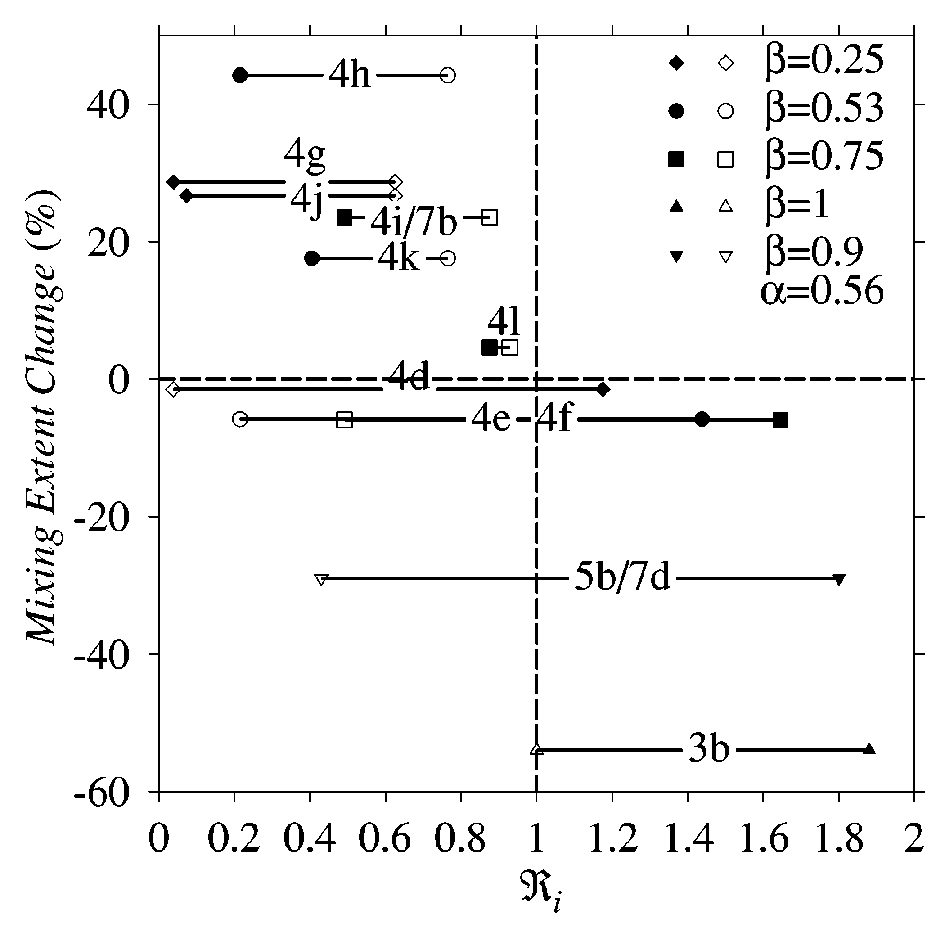 β=0.25
β=0.53
β=0.75
β=1
β=0.9
α=0.56
4h
4g
4j
4i/7b
4k
4l
4d
4e
4f
5b/7d
3b
40
20
0
-20
-40
-60
Mixing Extent Change (%)
0 0.2 0.4 0.6 0.8 1 1.2 1.4 1.6 1.8 2
ℜi